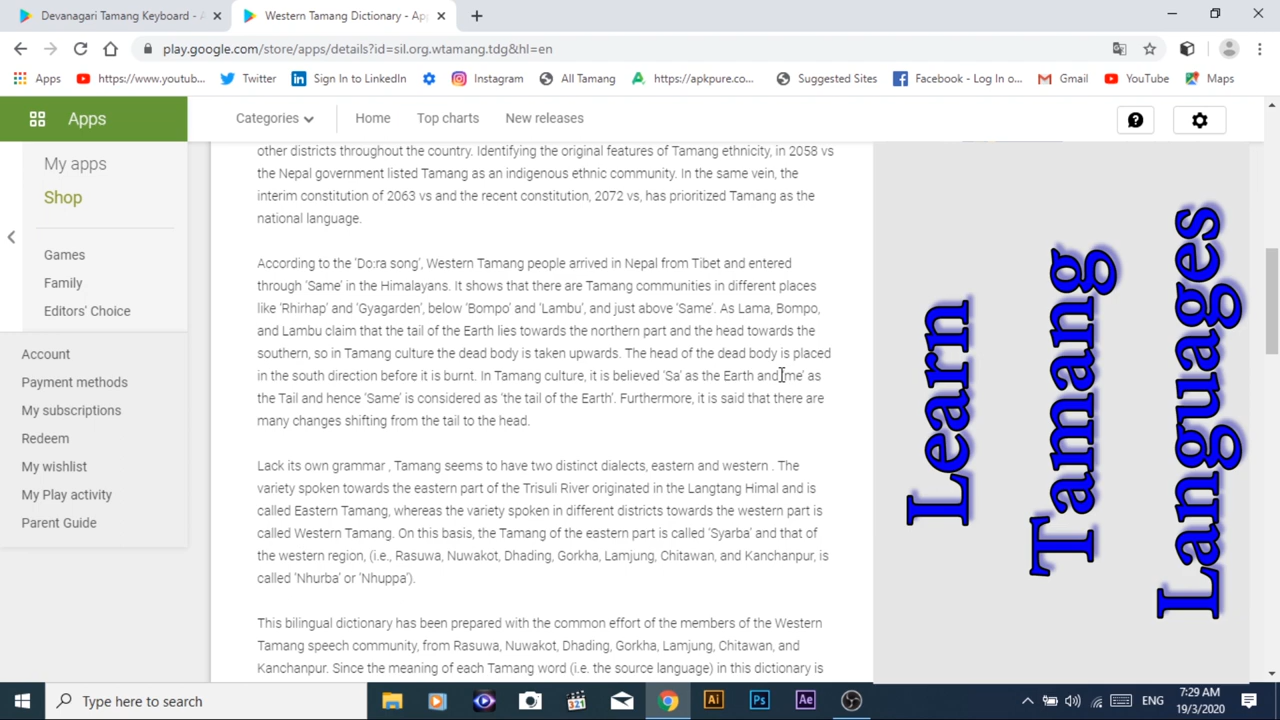 Devanagari Tamang Keyboard - A
Western Tamang Dictionary - App
play.google.com/store/apps/details?id=sil.org.wtamang.tdg&hl=en
Apps
https://www.youtub...
Twitter
Sign In to LinkedIn
Instagram
All Tamang
https://apkpure.co...
Suggested Sites
Facebook - Log In o...
Gmail
YouTube
Maps
Apps
Categories
Home
Top charts
New releases
My apps
Shop
Games
Family
Editors' Choice
Account
Payment methods
My subscriptions
Redeem
My wishlist
My Play activity
Parent Guide
other districts throughout the country. Identifying the original features of Tamang ethnicity, in 2058 vs
the Nepal government listed Tamang as an indigenous ethnic community. In the same vein, the
interim constitution of 2063 vs and the recent constitution, 2072 vs, has prioritized Tamang as the
national language.
According to the 'Do:ra song', Western Tamang people arrived in Nepal from Tibet and entered
through 'Same' in the Himalayans. It shows that there are Tamang communities in different places
like 'Rhirhap' and 'Gyagarden', below 'Bompo' and 'Lambu', and just above 'Same'. As Lama, Bompo,
and Lambu claim that the tail of the Earth lies towards the northern part and the head towards the
southern, so in Tamang culture the dead body is taken upwards. The head of the dead body is placed
in the south direction before it is burnt. In Tamang culture, it is believed 'Sa' as the Earth and 'me' as
the Tail and hence 'Same' is considered as 'the tail of the Earth'. Furthermore, it is said that there are
many changes shifting from the tail to the head.
Lack its own grammar , Tamang seems to have two distinct dialects, eastern and western . The
variety spoken towards the eastern part of the Trisuli River originated in the Langtang Himal and is
called Eastern Tamang, whereas the variety spoken in different districts towards the western part is
called Western Tamang. On this basis, the Tamang of the eastern part is called 'Syarba' and that of
the western region, (i.e., Rasuwa, Nuwakot, Dhading, Gorkha, Lamjung, Chitawan, and Kanchanpur, is
called 'Nhurba' or 'Nhuppa').
This bilingual dictionary has been prepared with the common effort of the members of the Western
Tamang speech community, from Rasuwa, Nuwakot, Dhading, Gorkha, Lamjung, Chitawan, and
Kanchanpur. Since the meaning of each Tamang word (i.e. the source language) in this dictionary is
Learn
Tamang
Languages
Type here to search
321
Ai
Ps
Ae
ENG
7:29 AM
19/3/2020